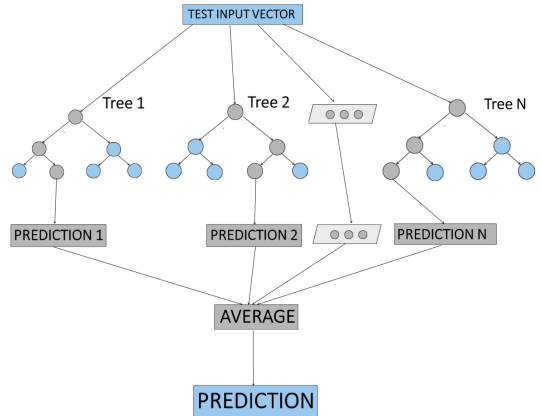 TEST INPUT VECTOR
Tree 1
Tree 2
Tree N
PREDICTION 1
PREDICTION 2
PREDICTION N
AVERAGE
PREDICTION